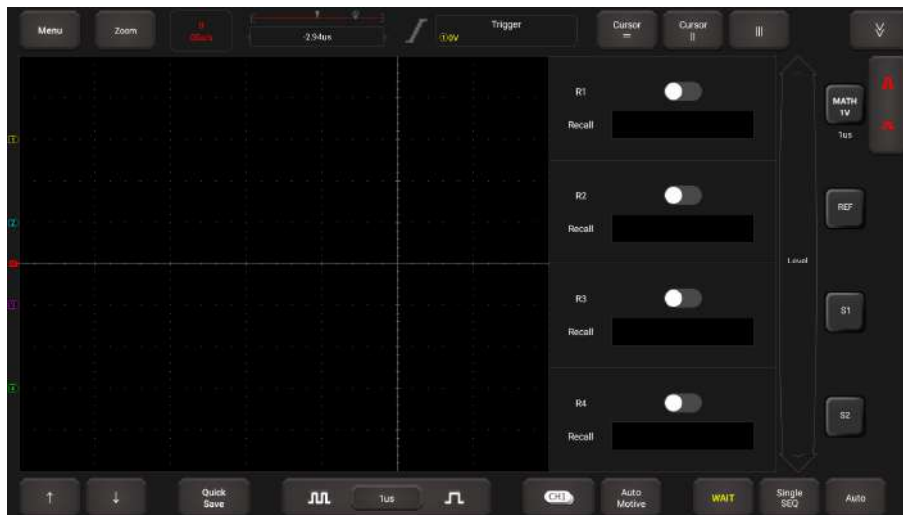 Menu
Zoom
-2.94us
Trigger
①0V
Cursor
=
Cursor
||
|||
R1
Recall
R2
Recall
R3
Recall
R4
Recall
Level
MATH
1V
1us
REF
S1
S2
↑
↓
Quick
Save
1us
CH1
Auto
Motive
WAIT
Single
SEQ
Auto